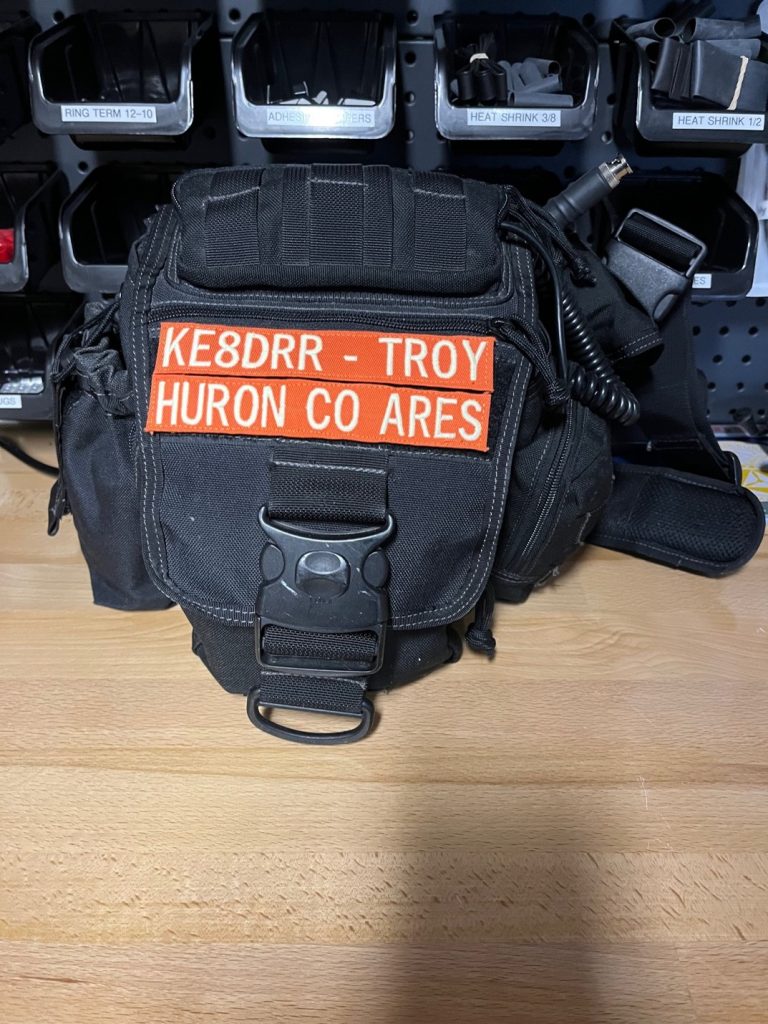 RING TERM 12-10
HEAT SHRINK 3/8
HEAT SHRINK 1/2
KE8DRR - TROY
HURON CO ARES